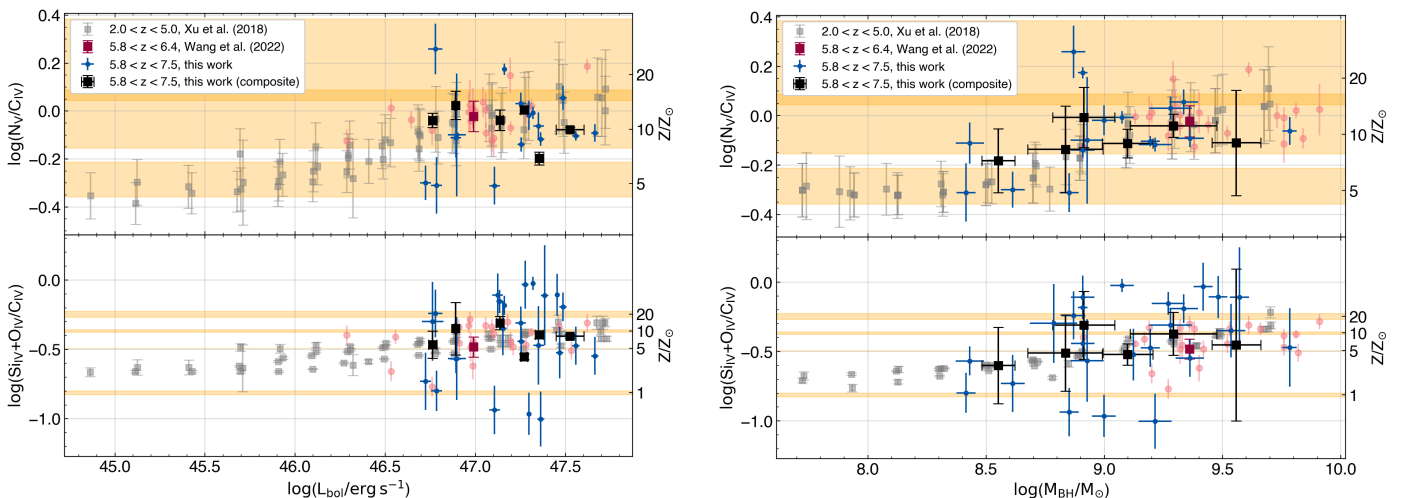 0.4
0.2
0.0
−0.2
−0.4
log(Nv/CIV)
2.0 < z < 5.0, Xu et al. (2018)
5.8 < z < 6.4, Wang et al. (2022)
5.8 < z < 7.5, this work
5.8 < z < 7.5, this work (composite)
20
10
5
Z/Z⊙
0.0
−0.5
−1.0
log(SiIV+OIV/CIV)
20
10
5
1
Z/Z⊙
45.0 45.5 46.0 46.5 47.0 47.5
log(Lbol/erg s⁻¹)
0.4
0.2
0.0
−0.2
−0.4
log(Nv/CIV)
2.0 < z < 5.0, Xu et al. (2018)
5.8 < z < 6.4, Wang et al. (2022)
5.8 < z < 7.5, this work
5.8 < z < 7.5, this work (composite)
20
10
5
Z/Z⊙
0.0
−0.5
−1.0
log(SiIV+OIV/CIV)
20
10
5
1
Z/Z⊙
8.0 8.5 9.0 9.5 10.0
log(MBH/M⊙)